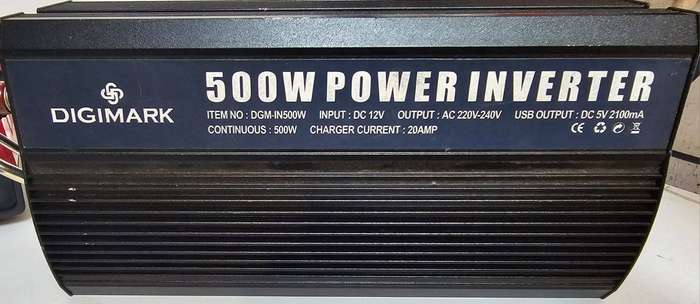 500W POWER INVERTER
DIGIMARK
ITEM NO : DGM-IN500W INPUT : DC 12V OUTPUT : AC 220V-240V USB OUTPUT : DC 5V 2100mA
CONTINUOUS : 500W CHARGER CURRENT : 20AMP CE